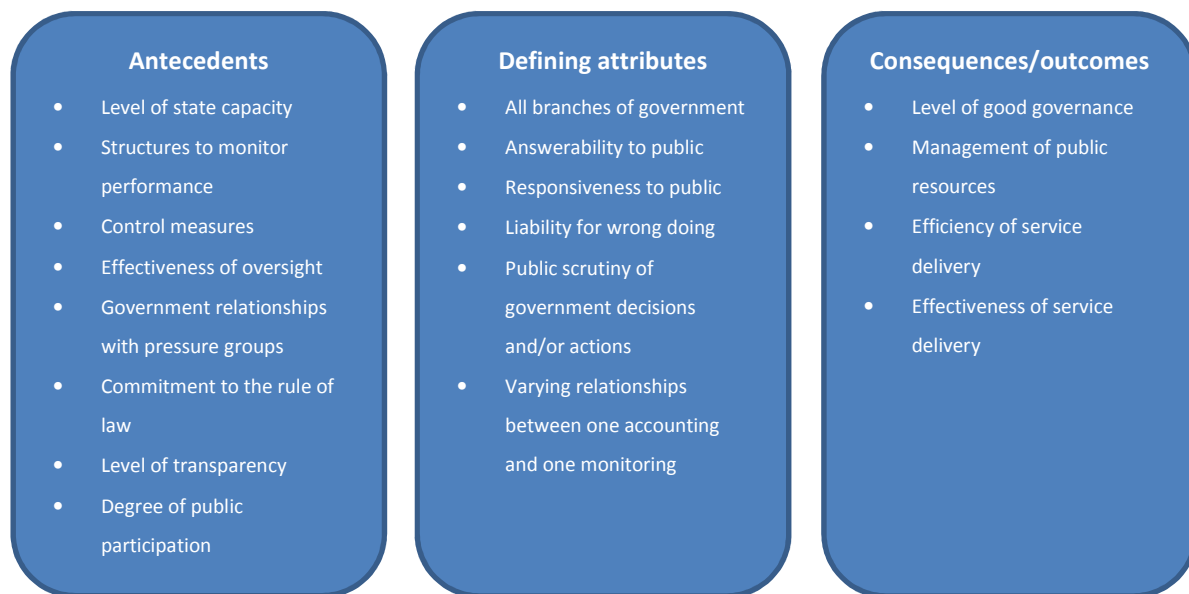 Antecedents
• Level of state capacity
• Structures to monitor
performance
• Control measures
• Effectiveness of oversight
• Government relationships
with pressure groups
• Commitment to the rule of
law
• Level of transparency
• Degree of public
participation
Defining attributes
• All branches of government
• Answerability to public
• Responsiveness to public
• Liability for wrong doing
• Public scrutiny of
government decisions
and/or actions
• Varying relationships
between one accounting
and one monitoring
Consequences/outcomes
• Level of good governance
• Management of public
resources
• Efficiency of service
delivery
• Effectiveness of service
delivery